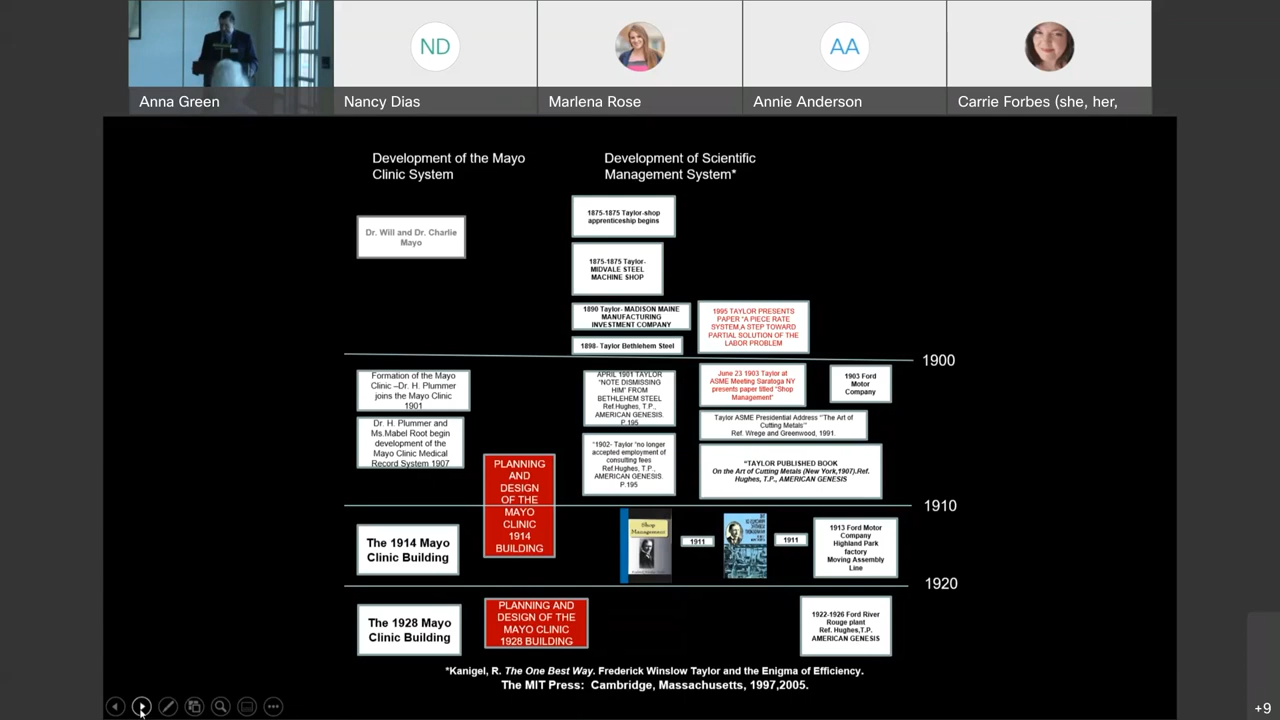 Anna Green
ND
Nancy Dias
Marlena Rose
AA
Annie Anderson
Carrie Forbes (she, her,
Development of the Mayo
Clinic System
Development of Scientific
Management System*
Dr. Will and Dr. Charlie
Mayo
1875-1875 Taylor-shop
apprenticeship begins
1875-1875 Taylor-
MIDVALE STEEL
MACHINE SHOP
1890 Taylor- MADISON MAINE
MANUFACTURING
INVESTMENT COMPANY
1898- Taylor Bethlehem Steel
1995 TAYLOR PRESENTS
PAPER "A PIECE RATE
SYSTEM,A STEP TOWARD
PARTIAL SOLUTION OF THE
LABOR PROBLEM
1900
Formation of the Mayo
Clinic –Dr. H. Plummer
joins the Mayo Clinic
1901
Dr. H. Plummer and
Ms.Mabel Root begin
development of the
Mayo Clinic Medical
Record System 1907
PLANNING
AND
DESIGN
OF THE
MAYO
CLINIC
1914
BUILDING
APRIL 1901 TAYLOR
"NOTE DISMISSING
HIM" FROM
BETHLEHEM STEEL
Ref.Hughes, T.P.,
AMERICAN GENESIS.
P.195
"1902- Taylor "no longer
accepted employment of
consulting fees
Ref.Hughes, T.P.,
AMERICAN GENESIS.
P.195
June 23 1903 Taylor at
ASME Meeting Saratoga NY
presents paper titled "Shop
Management"
1903 Ford
Motor
Company
Taylor ASME Presidential Address "'The Art of
Cutting Metals'"
Ref. Wrege and Greenwood, 1991.
"TAYLOR PUBLISHED BOOK
On the Art of Cutting Metals (New York,1907).Ref.
Hughes, T.P., AMERICAN GENESIS
1910
The 1914 Mayo
Clinic Building
Shop
Management
1911
1911
1913 Ford Motor
Company
Highland Park
factory
Moving Assembly
Line
1920
The 1928 Mayo
Clinic Building
PLANNING AND
DESIGN OF THE
MAYO CLINIC
1928 BUILDING
1922-1926 Ford River
Rouge plant
Ref. Hughes,T.P.
AMERICAN GENESIS
*Kanigel, R. The One Best Way. Frederick Winslow Taylor and the Enigma of Efficiency.
The MIT Press: Cambridge, Massachusetts, 1997,2005.
+9